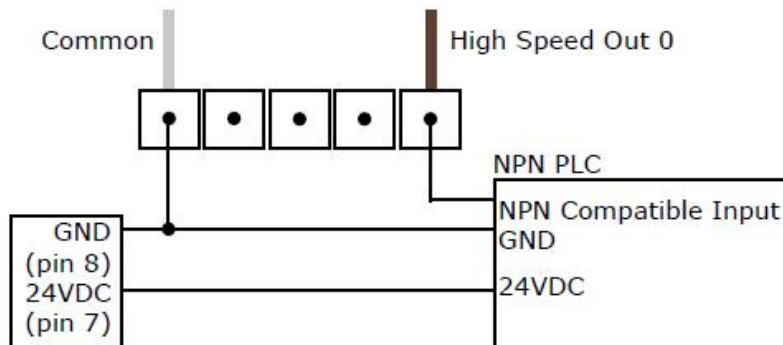 Common
High Speed Out 0
NPN PLC
NPN Compatible Input
GND
24VDC
GND
(pin 8)
24VDC
(pin 7)